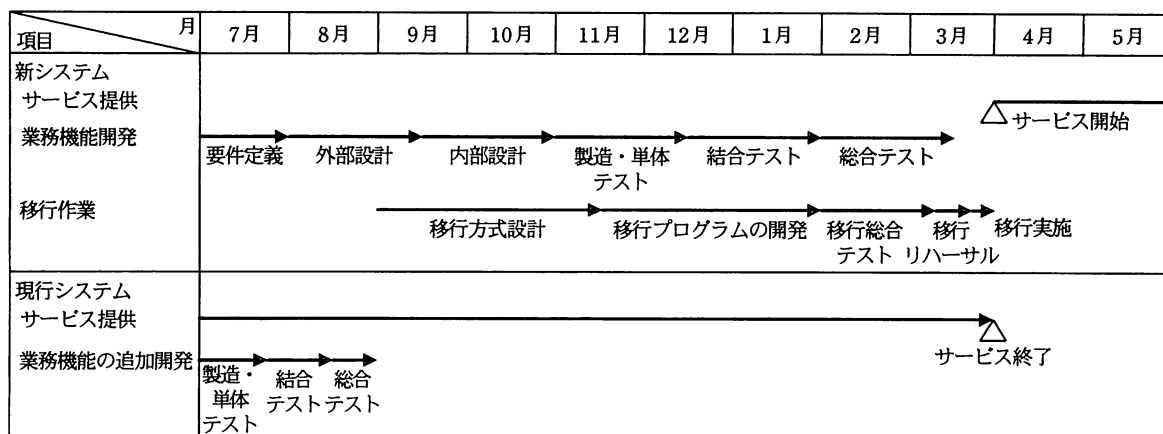 項目 月 7月 8月 9月 10月 11月 12月 1月 2月 3月 4月 5月
新システム
サービス提供
サービス開始
業務機能開発
要件定義 外部設計 内部設計 製造・単体 結合テスト 総合テスト
テスト
移行作業
移行方式設計 移行プログラムの開発 移行総合 移行 移行実施
テスト リハーサル
現行システム
サービス提供
サービス終了
業務機能の追加開発
製造・ 結合 総合
単体 テスト テスト
テスト